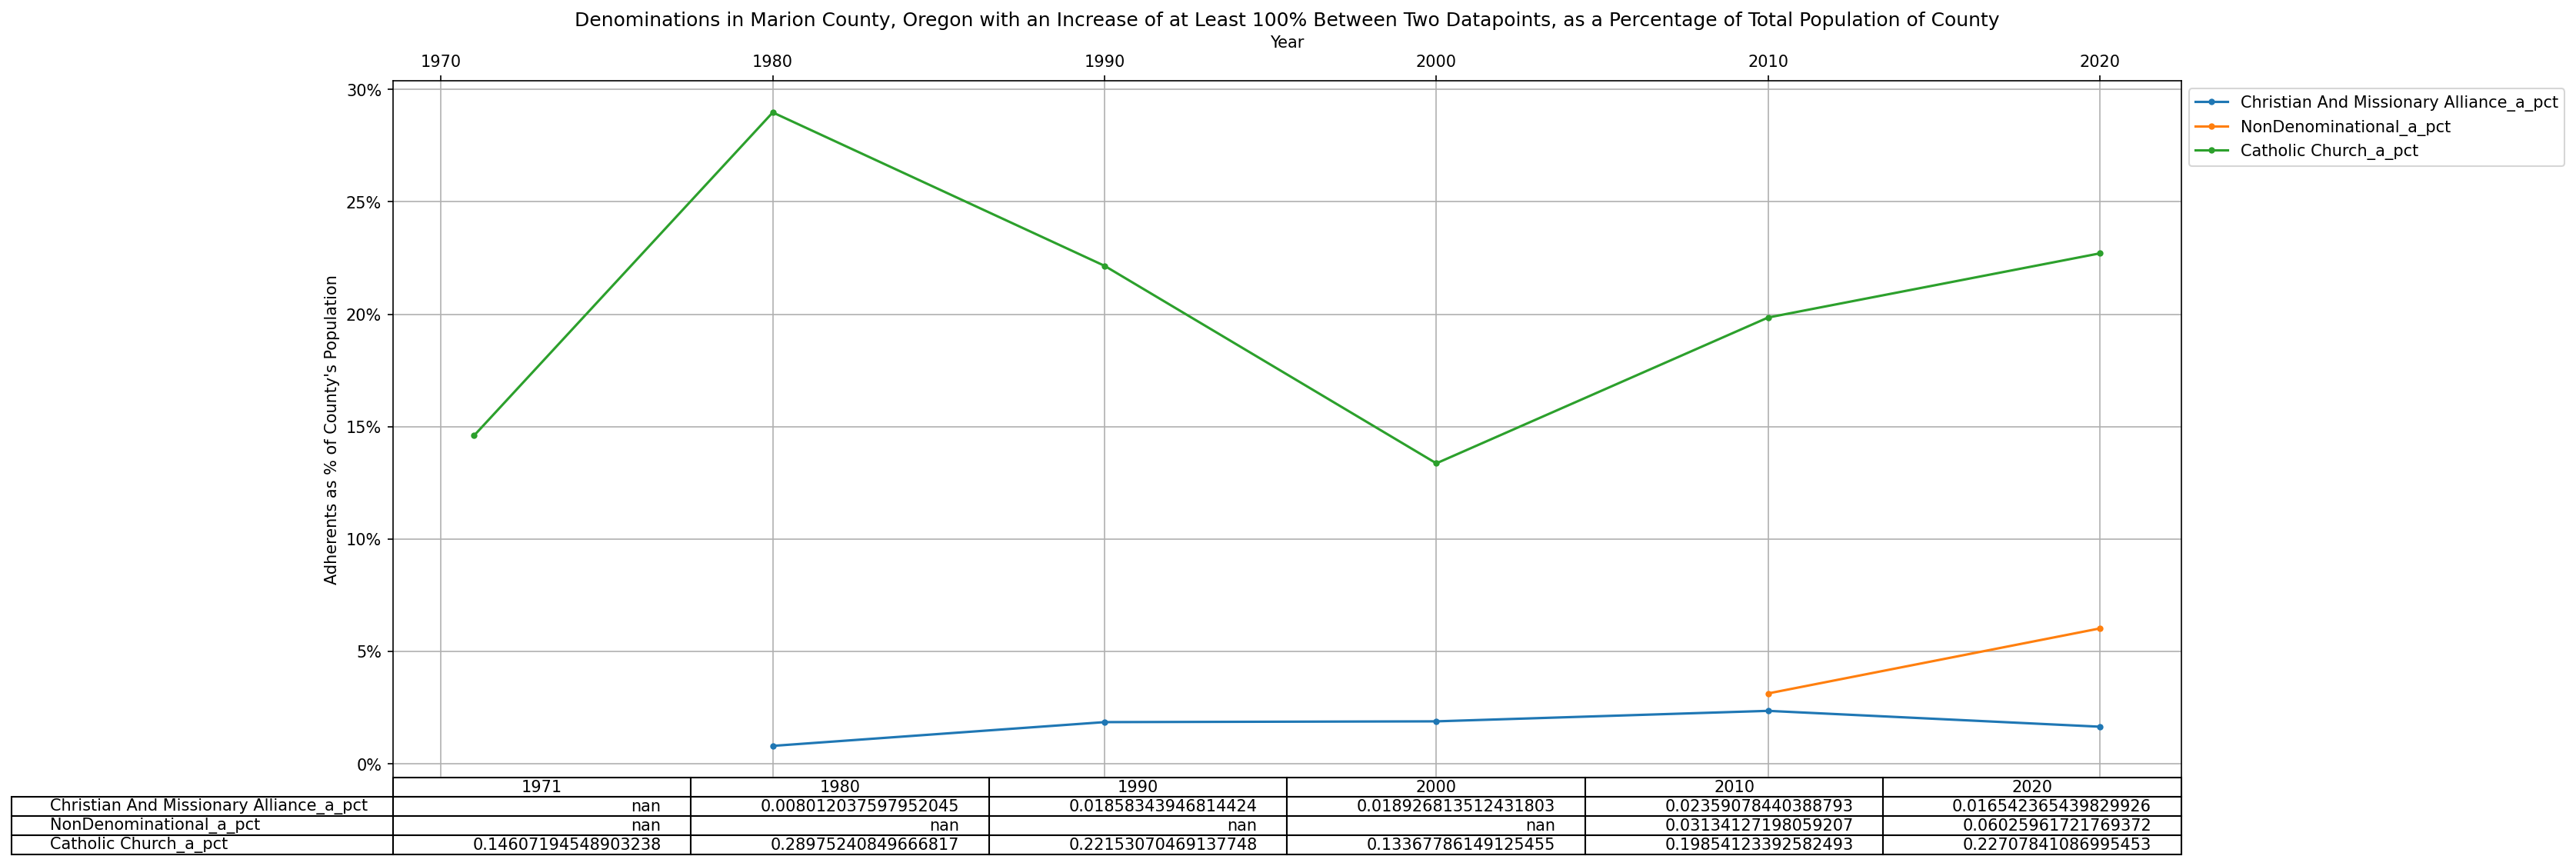 Denominations in Marion County, Oregon with an Increase of at Least 100% Between Two Datapoints, as a Percentage of Total Population of County
Year
1970 1980 1990 2000 2010 2020
30%
25%
20%
15%
10%
5%
0%
Adherents as % of County's Population
Christian And Missionary Alliance_a_pct
NonDenominational_a_pct
Catholic Church_a_pct
1971 1980 1990 2000 2010 2020
Christian And Missionary Alliance_a_pct nan 0.008012037597952045 0.01858343946814424 0.018926813512431803 0.02359078440388793 0.016542365439829926
NonDenominational_a_pct nan nan nan nan 0.03134127198059207 0.06025961721769372
Catholic Church_a_pct 0.14607194548903238 0.28975240849666817 0.22153070469137748 0.13367786149125455 0.19854123392582493 0.22707841086995453